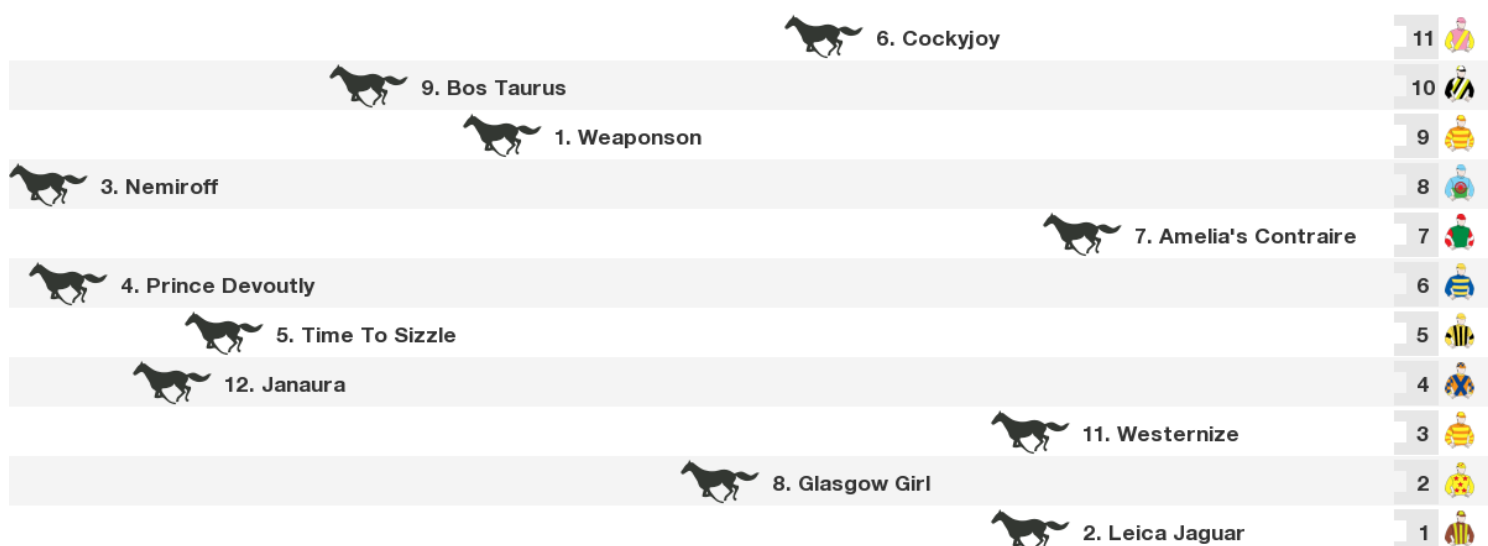 6. Cockyjoy 11
9. Bos Taurus 10
1. Weaponson 9
3. Nemiroff 8
7. Amelia's Contraire 7
4. Prince Devoutly 6
5. Time To Sizzle 5
12. Janaura 4
11. Westernize 3
8. Glasgow Girl 2
2. Leica Jaguar 1